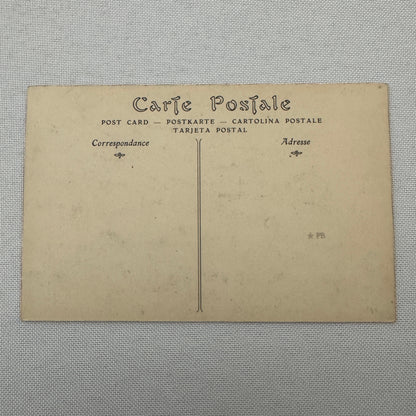 Carte Postale
POST CARD — POSTKARTE — CARTOLINA POSTALE
TARJETA POSTAL
Correspondance
Adresse
★ PB